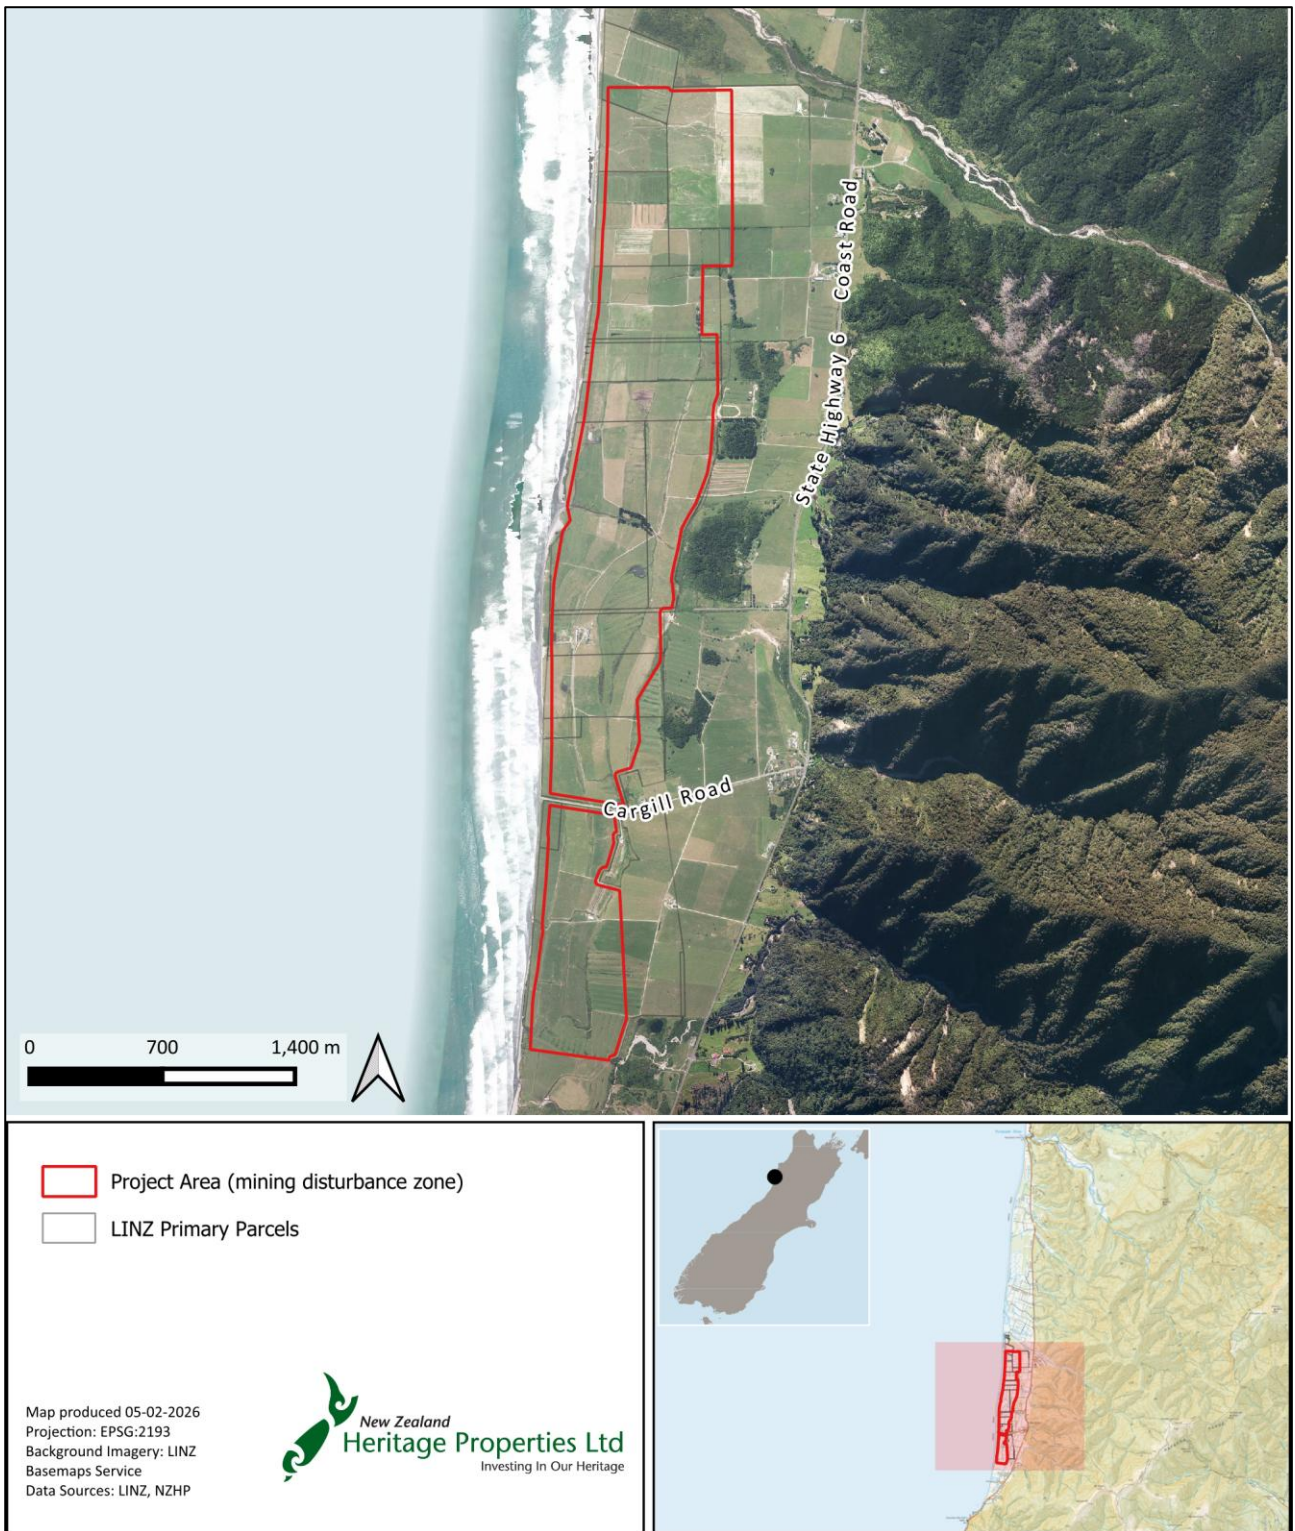 State Highway 6 Coast Road
Cargill Road
0 700 1,400 m
Project Area (mining disturbance zone)
LINZ Primary Parcels
Map produced 05-02-2026
Projection: EPSG:2193
Background Imagery: LINZ
Basemaps Service
Data Sources: LINZ, NZHP
New Zealand
Heritage Properties Ltd
Investing In Our Heritage